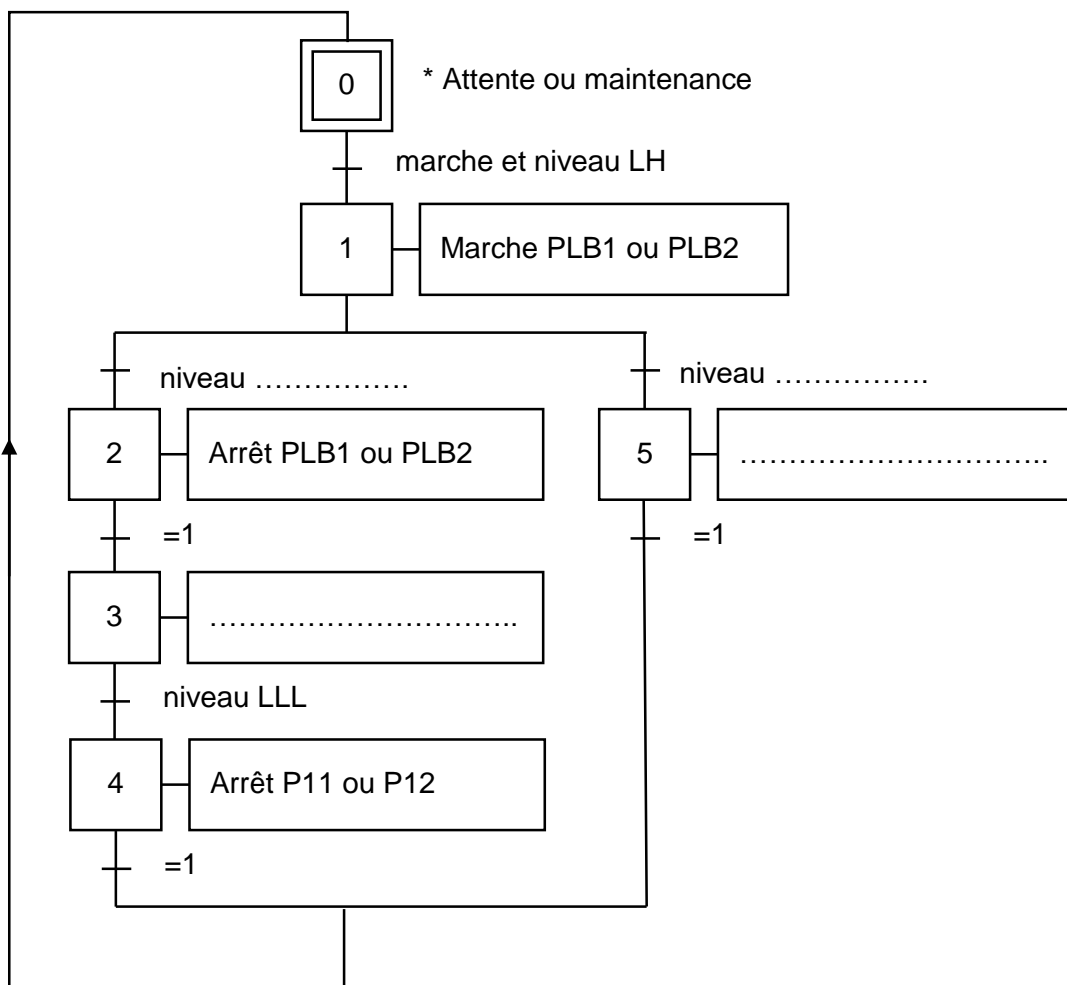 0
* Attente ou maintenance
marche et niveau LH
1
Marche PLB1 ou PLB2
niveau …………….
niveau …………….
2
Arrêt PLB1 ou PLB2
5
………………………….
=1
=1
3
………………………….
niveau LLL
4
Arrêt P11 ou P12
=1